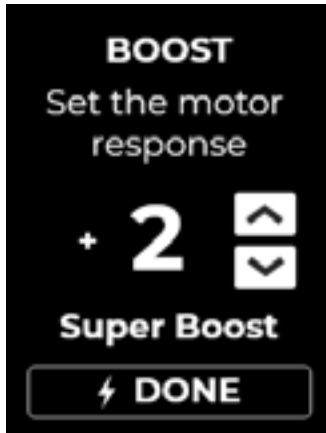 BOOST
Set the motor
response
+ 2
Super Boost
DONE